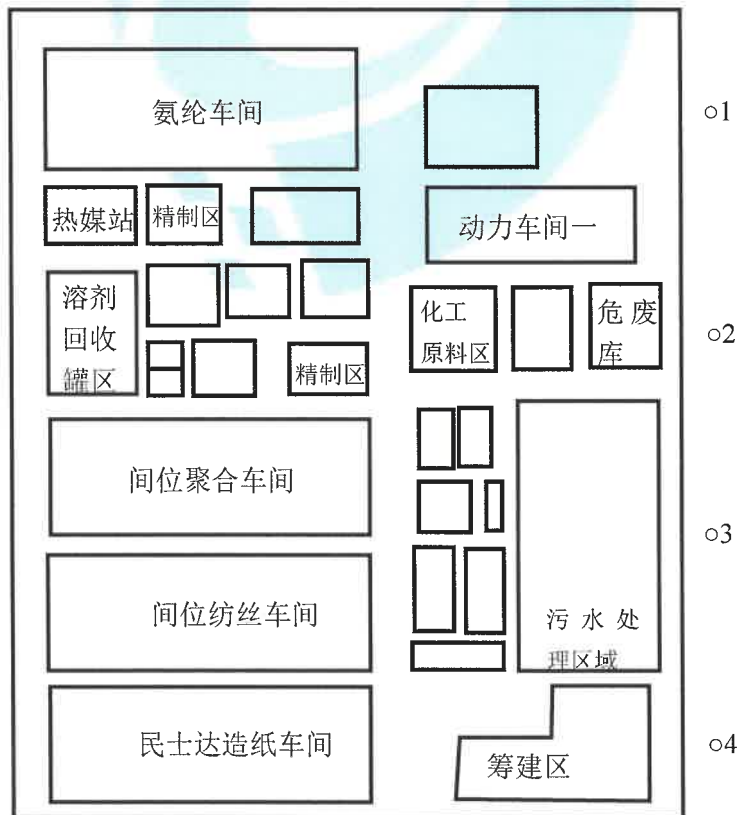 氨纶车间
○1
热媒站
精制区
动力车间一
溶剂
回收
罐区
化工
原料区
危 废
库
○2
精制区
间位聚合车间
○3
间位纺丝车间
污 水 处
理区域
民士达造纸车间
筹建区
○4